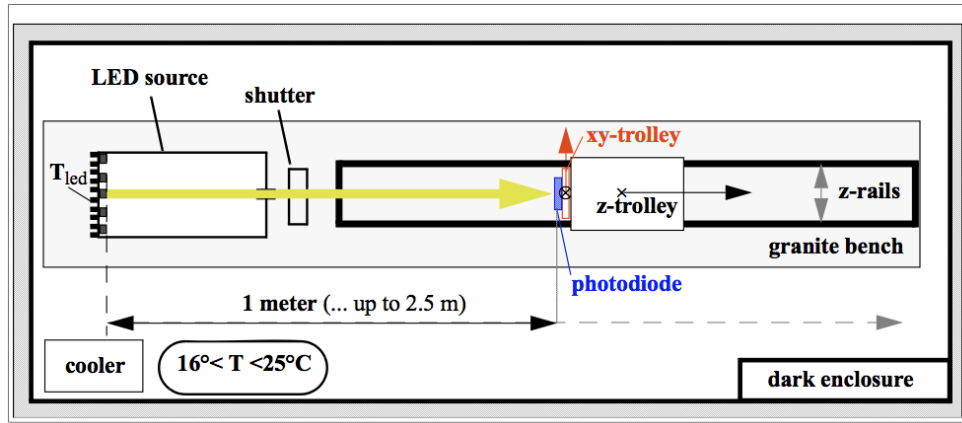 LED source
shutter
xy-trolley
T_led
z-trolley
z-rails
granite bench
photodiode
1 meter (... up to 2.5 m)
cooler
16°< T <25°C
dark enclosure